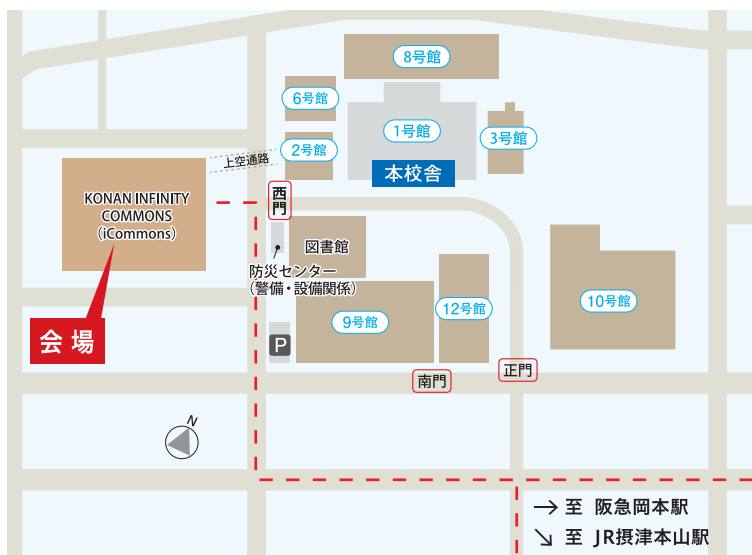 8号館
6号館
1号館
3号館
2号館
上空通路
本校舎
KONAN INFINITY
COMMONS
(iCommons)
西門
図書館
防災センター
(警備・設備関係)
10号館
12号館
9号館
会場
P
正門
南門
N
→ 至 阪急岡本駅
↘ 至 JR摂津本山駅